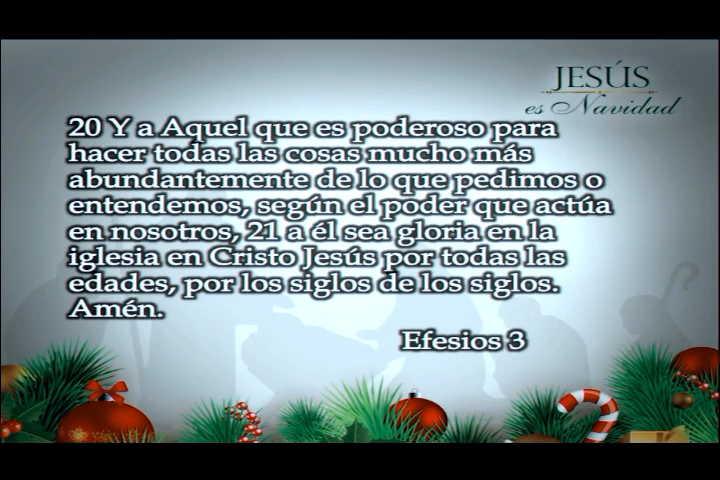 JESÚS
es Navidad
20 Y a Aquel que es poderoso para
hacer todas las cosas mucho más
abundantemente de lo que pedimos o
entendemos, según el poder que actúa
en nosotros, 21 a él sea gloria en la
iglesia en Cristo Jesús por todas las
edades, por los siglos de los siglos.
Amén.
Efesios 3